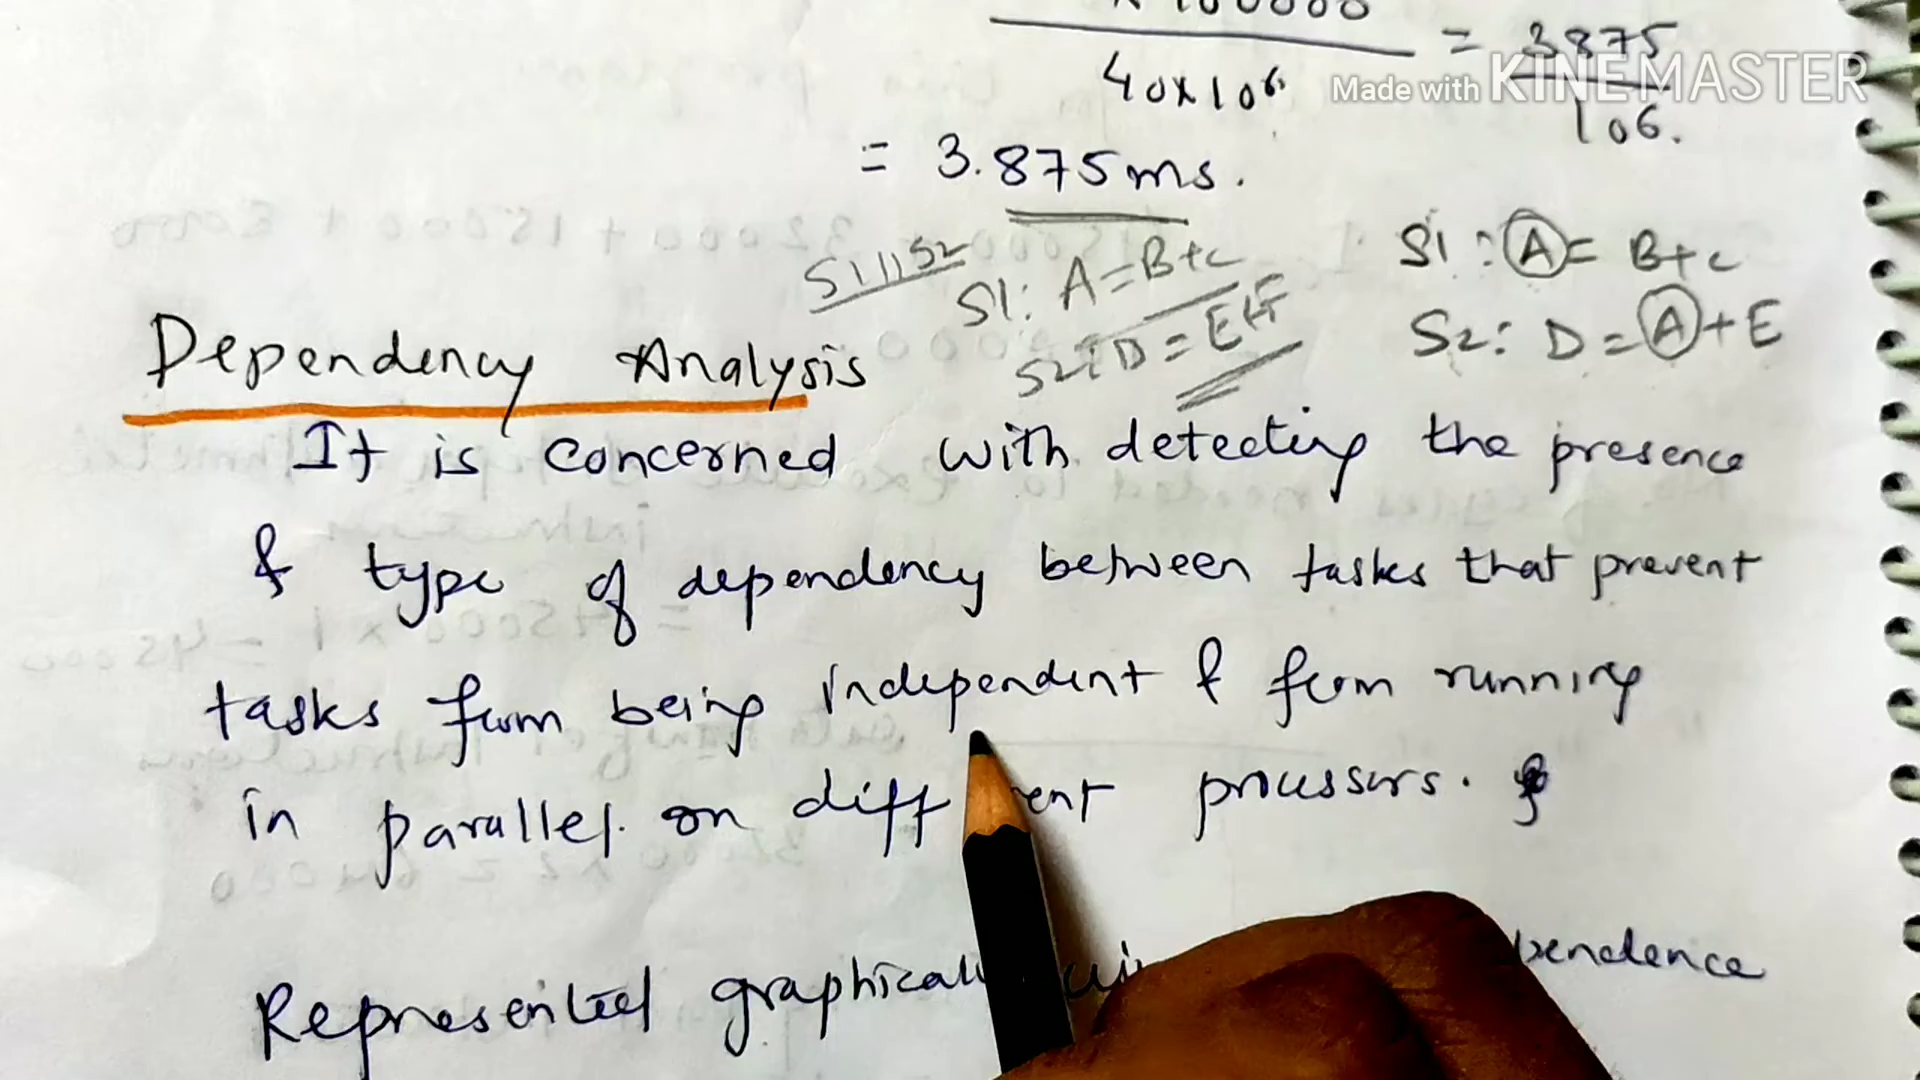 40x10⁶ = 3875
Made with KINEMASTER
10⁶.
= 3.875ms.
S1||S2
S1: A=B+C
S2: D=E+F
S1: A= B+C
S2: D=A+E
Dependency Analysis
It is concerned with detecting the presence
& type of dependency between tasks that prevent
tasks from being independent & from running
in parallel. on different processors.
Represented graphical